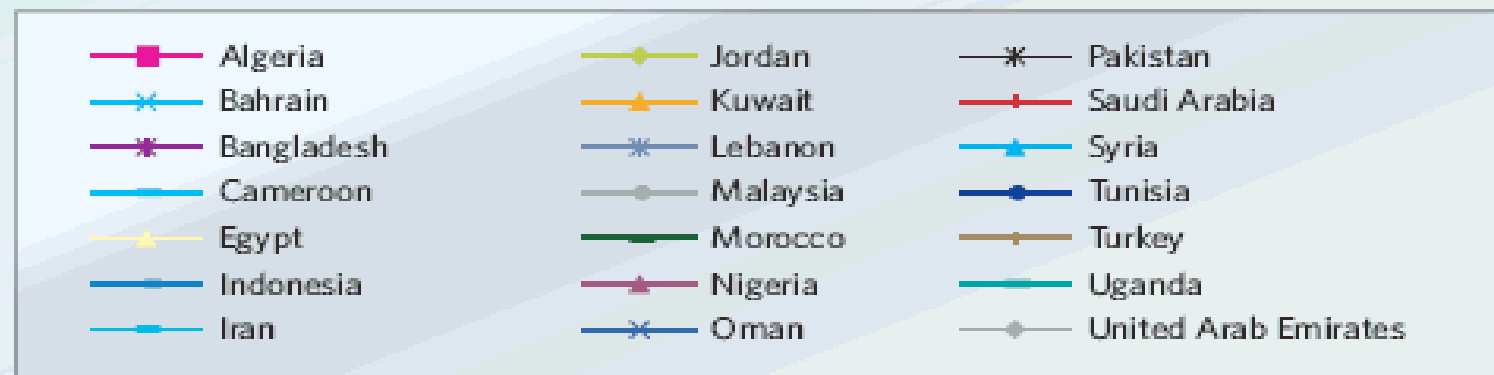 Algeria
Bahrain
Bangladesh
Cameroon
Egypt
Indonesia
Iran
Jordan
Kuwait
Lebanon
Malaysia
Morocco
Nigeria
Oman
Pakistan
Saudi Arabia
Syria
Tunisia
Turkey
Uganda
United Arab Emirates